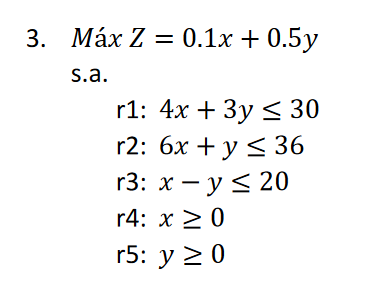 3. Máx Z = 0.1x + 0.5y
s.a.
r1: 4x + 3y ≤ 30
r2: 6x + y ≤ 36
r3: x − y ≤ 20
r4: x ≥ 0
r5: y ≥ 0